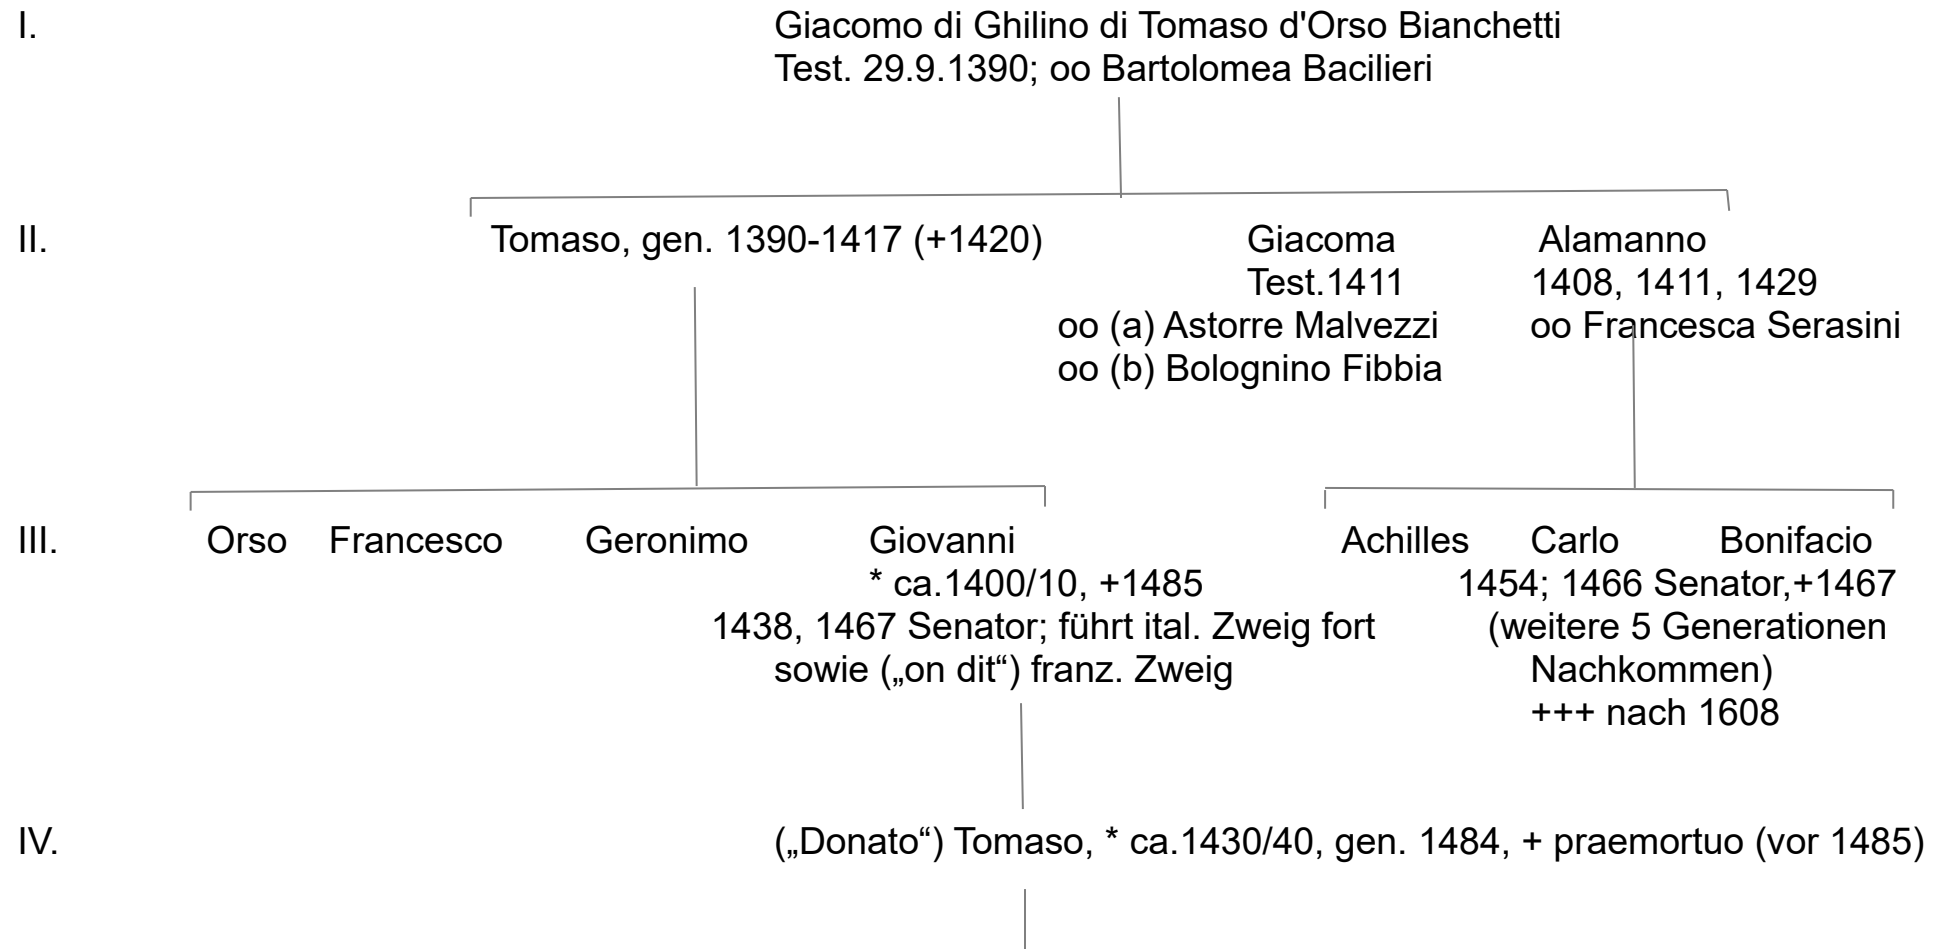 I. Giacomo di Ghilino di Tomaso d'Orso Bianchetti
Test. 29.9.1390; oo Bartolomea Bacilieri
II. Tomaso, gen. 1390-1417 (+1420) Giacoma Alamanno
Test.1411 1408, 1411, 1429
oo (a) Astorre Malvezzi oo Francesca Serasini
oo (b) Bolognino Fibbia
III. Orso Francesco Geronimo Giovanni Achilles Carlo Bonifacio
* ca.1400/10, +1485 1454; 1466 Senator,+1467
1438, 1467 Senator; führt ital. Zweig fort (weitere 5 Generationen
sowie („on dit“) franz. Zweig Nachkommen)
+++ nach 1608
IV. („Donato“) Tomaso, * ca.1430/40, gen. 1484, + praemortuo (vor 1485)